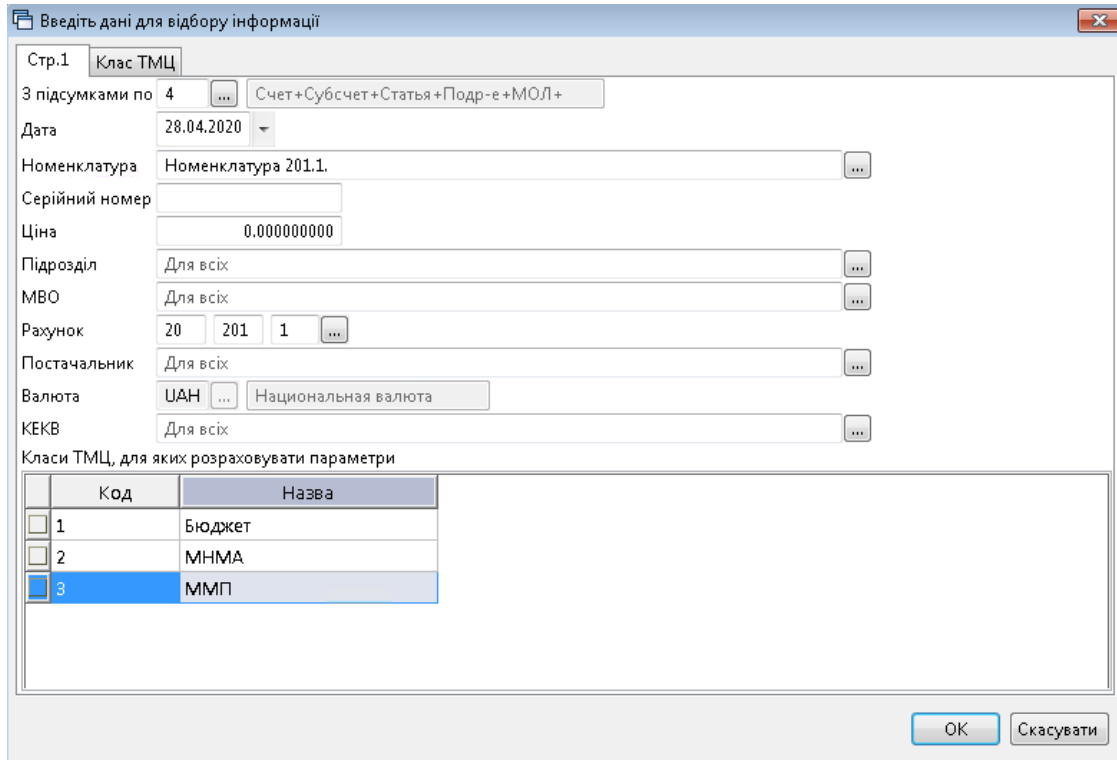 Введіть дані для відбору інформації
Стр.1 Клас ТМЦ
З підсумками по 4 ... Счет+Субсчет+Статья+Подр-е+МОЛ+
Дата 28.04.2020
Номенклатура Номенклатура 201.1. ...
Серійний номер
Ціна 0.000000000
Підрозділ Для всіх ...
МВО Для всіх ...
Рахунок 20 201 1 ...
Постачальник Для всіх ...
Валюта UAH ... Национальная валюта
КЕКВ Для всіх ...
Класи ТМЦ, для яких розраховувати параметри
Код Назва
1 Бюджет
2 МНМА
3 ММП
ОК Скасувати